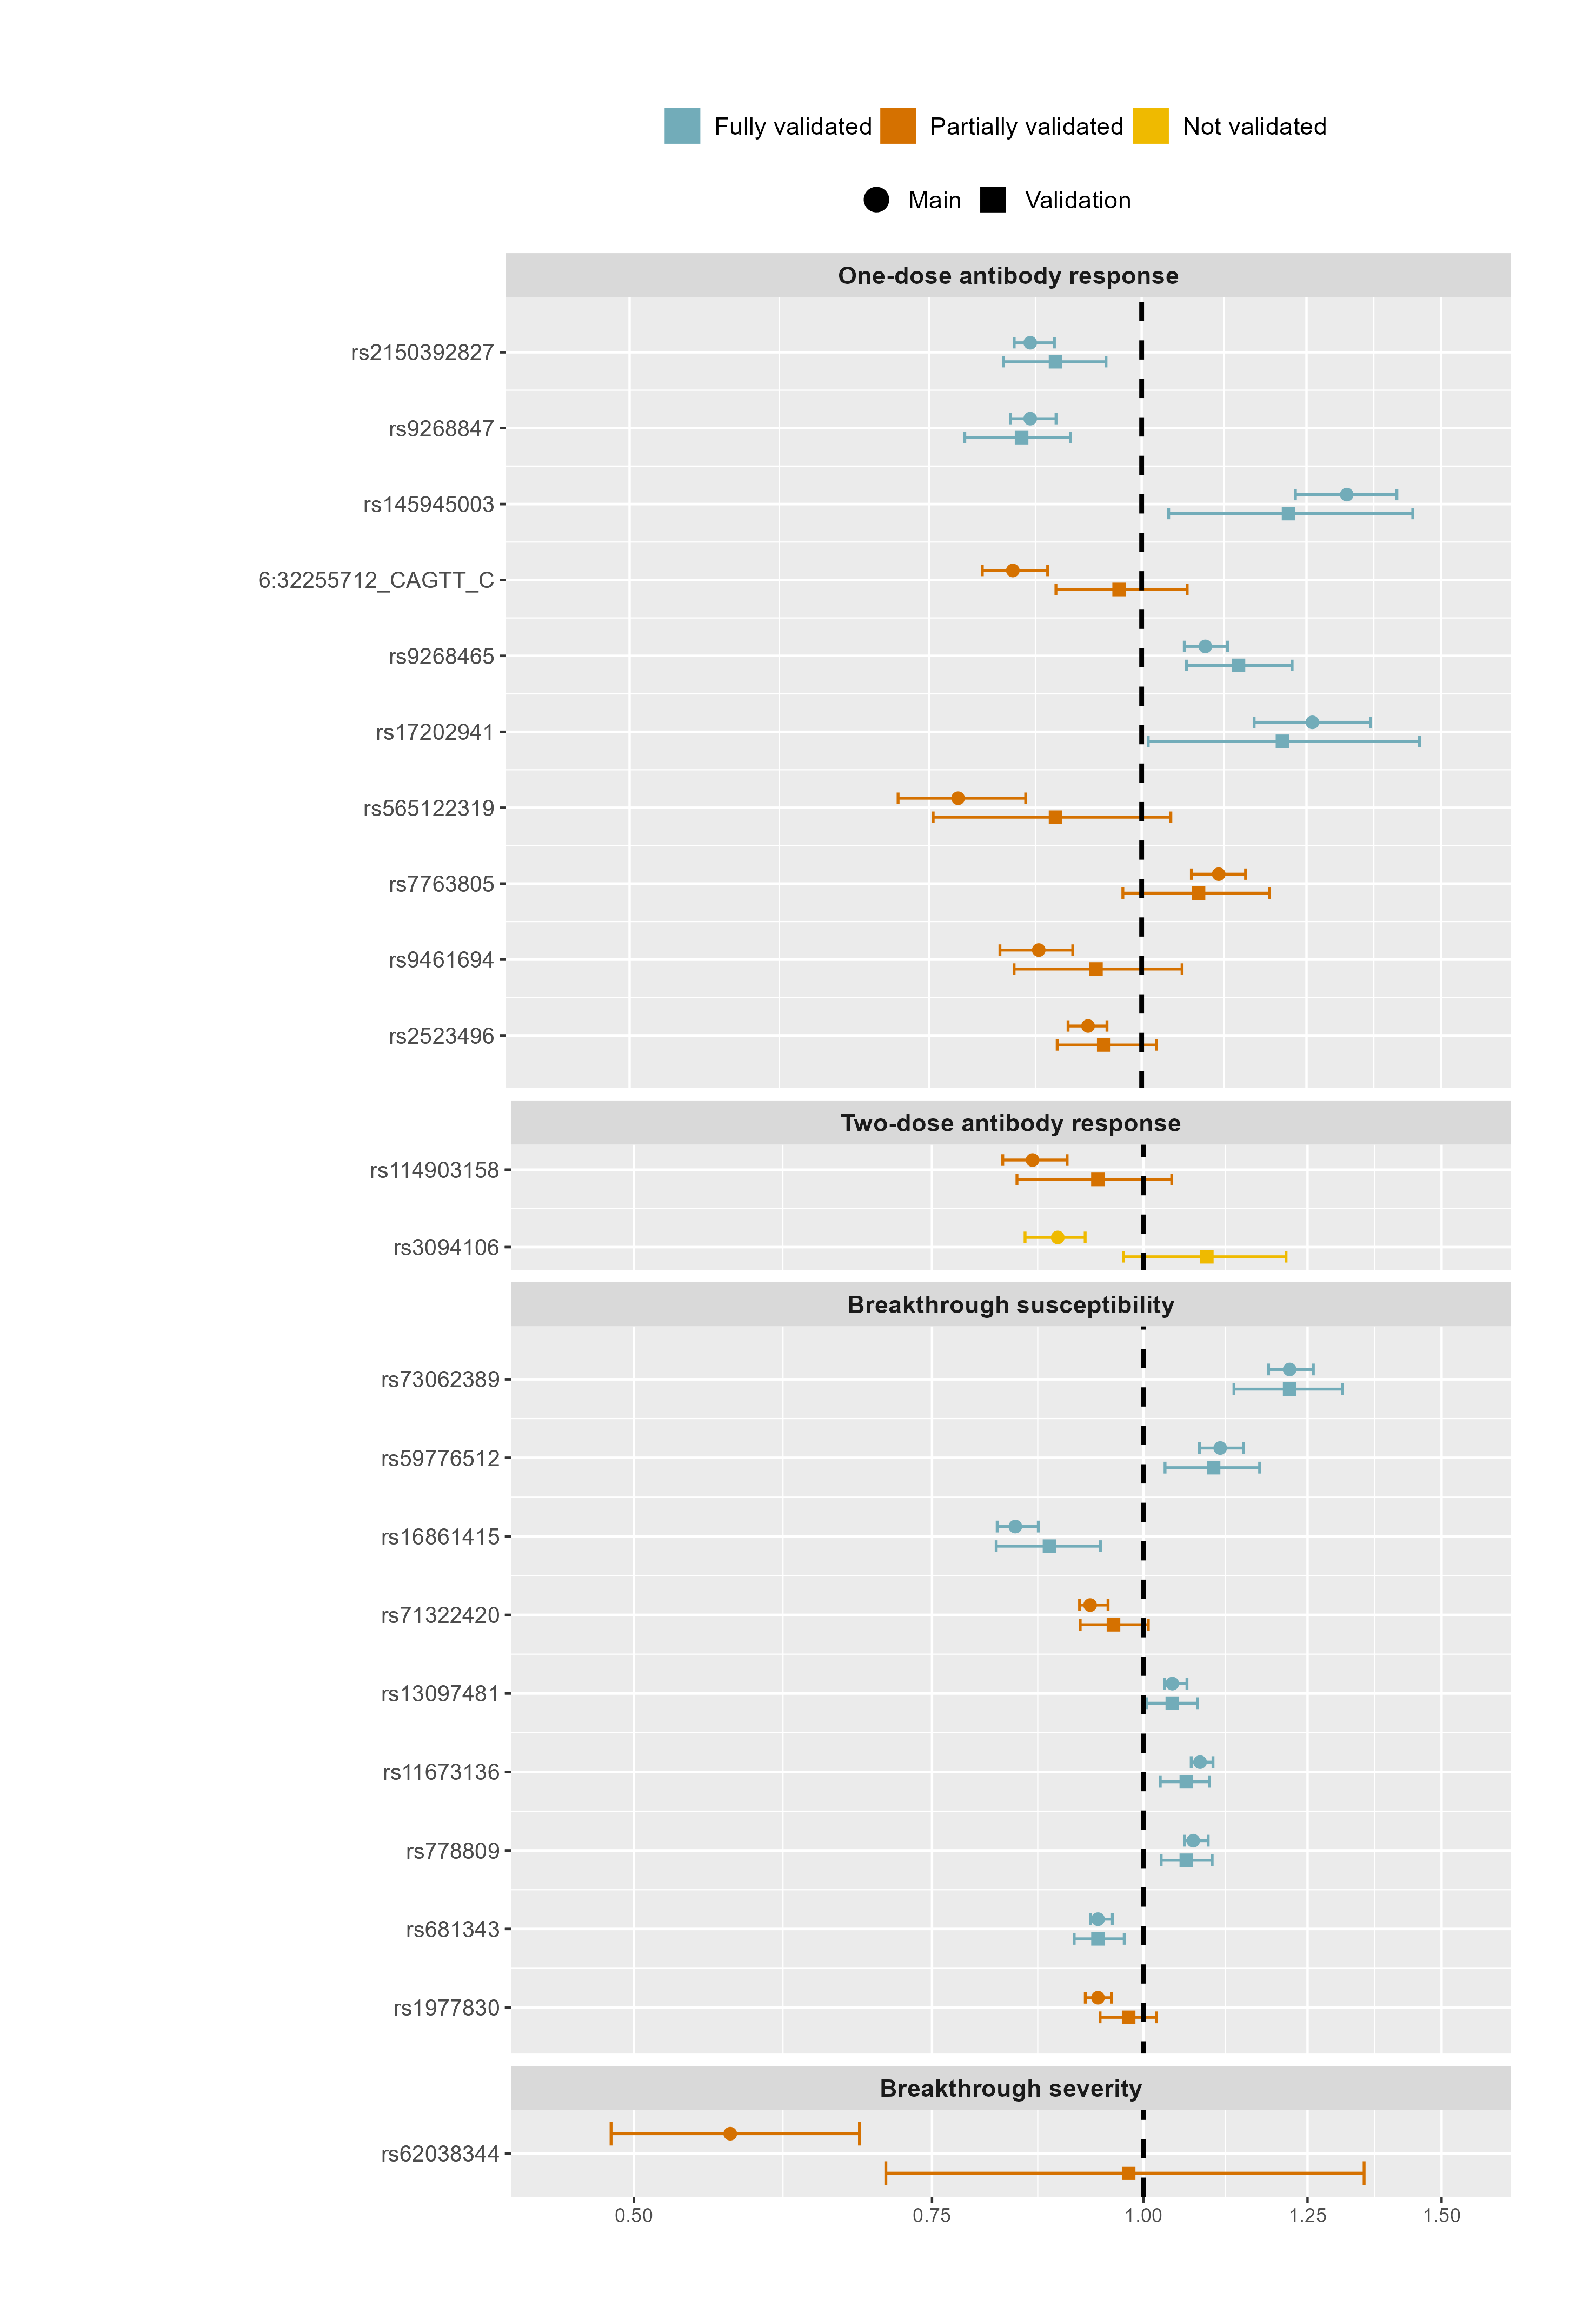 Fully validated Partially validated Not validated
Main Validation
One-dose antibody response
rs2150392827
rs9268847
rs145945003
6:32255712_CAGTT_C
rs9268465
rs17202941
rs565122319
rs7763805
rs9461694
rs2523496
Two-dose antibody response
rs114903158
rs3094106
Breakthrough susceptibility
rs73062389
rs59776512
rs16861415
rs71322420
rs13097481
rs11673136
rs778809
rs681343
rs1977830
Breakthrough severity
rs62038344
0.50 0.75 1.00 1.25 1.50